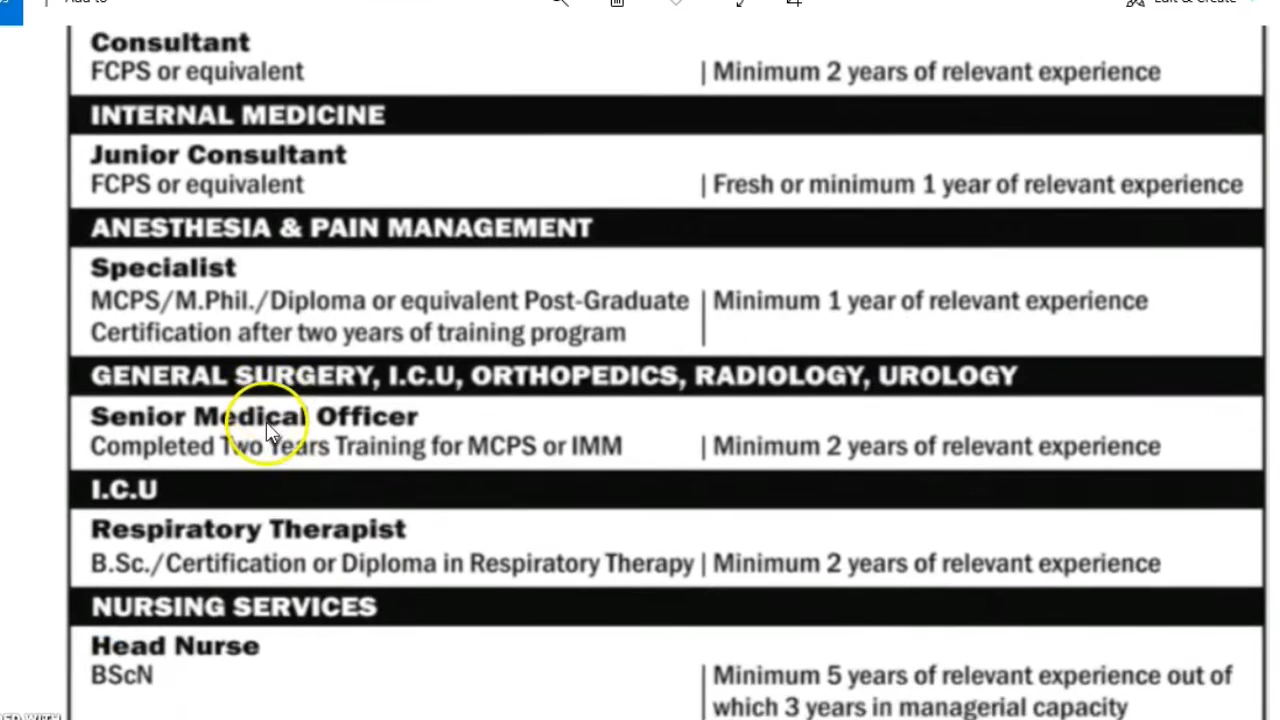 Add to
Edit & Create
Consultant
FCPS or equivalent | Minimum 2 years of relevant experience
INTERNAL MEDICINE
Junior Consultant
FCPS or equivalent | Fresh or minimum 1 year of relevant experience
ANESTHESIA & PAIN MANAGEMENT
Specialist
MCPS/M.Phil./Diploma or equivalent Post-Graduate | Minimum 1 year of relevant experience
Certification after two years of training program
GENERAL SURGERY, I.C.U, ORTHOPEDICS, RADIOLOGY, UROLOGY
Senior Medical Officer
Completed Two Years Training for MCPS or IMM | Minimum 2 years of relevant experience
I.C.U
Respiratory Therapist
B.Sc./Certification or Diploma in Respiratory Therapy | Minimum 2 years of relevant experience
NURSING SERVICES
Head Nurse
BScN | Minimum 5 years of relevant experience out of
which 3 years in managerial capacity